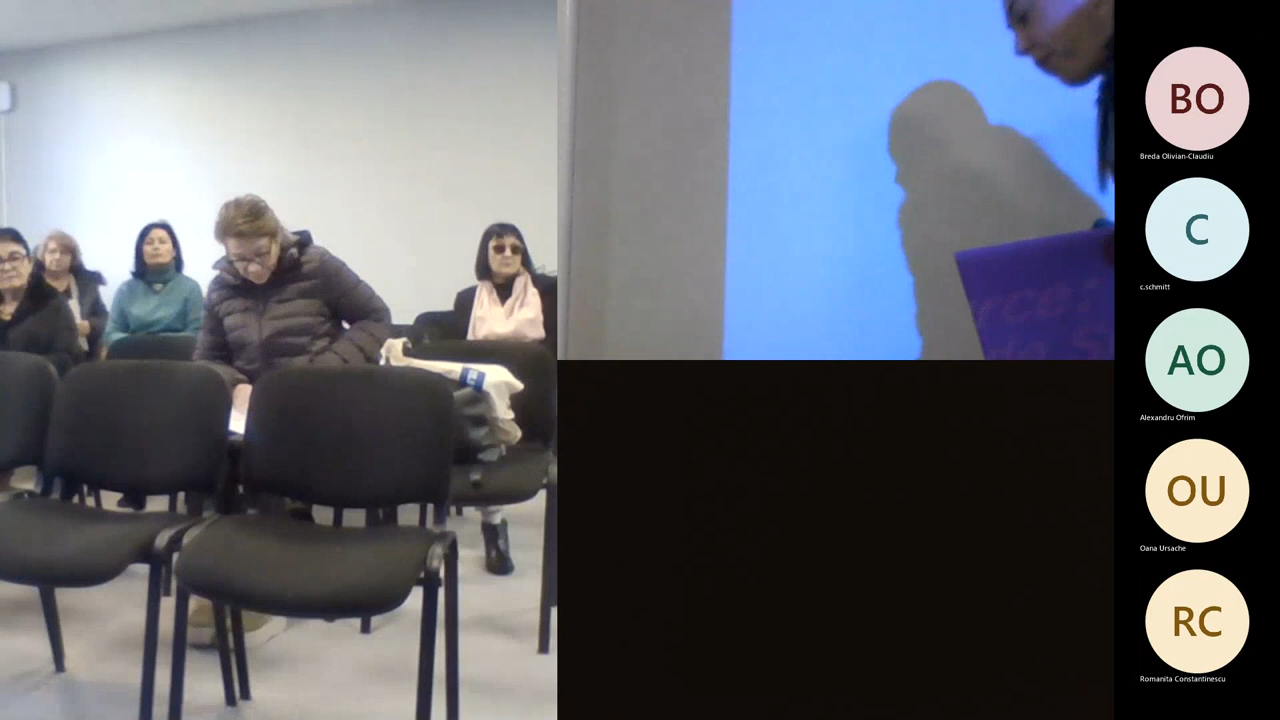 BO
Breda Olivian-Claudiu
C
c.schmitt
AO
Alexandru Ofrim
OU
Oana Ursache
RC
Romanita Constantinescu